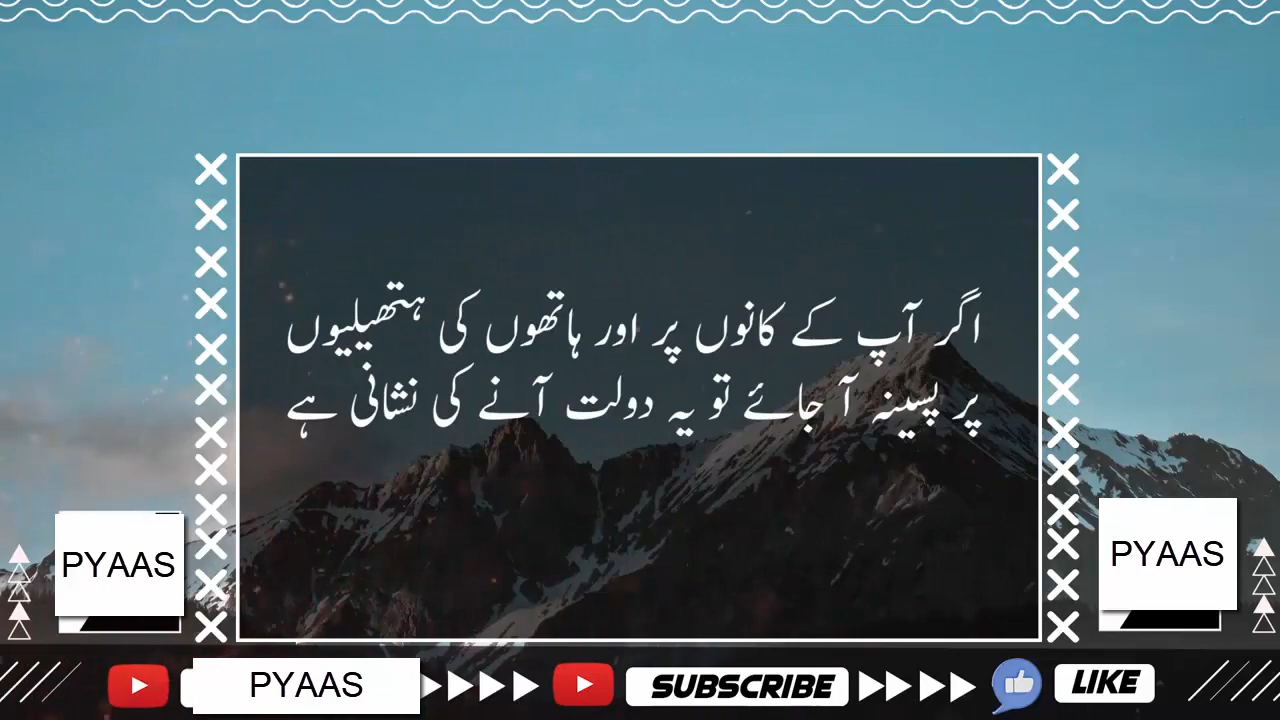 اگر آپ کے کانوں پر اور ہاتھوں کی ہتھیلیوں
پر پسینہ آ جائے تو یہ دولت آنے کی نشانی ہے
PYAAS
PYAAS
PYAAS
SUBSCRIBE
LIKE